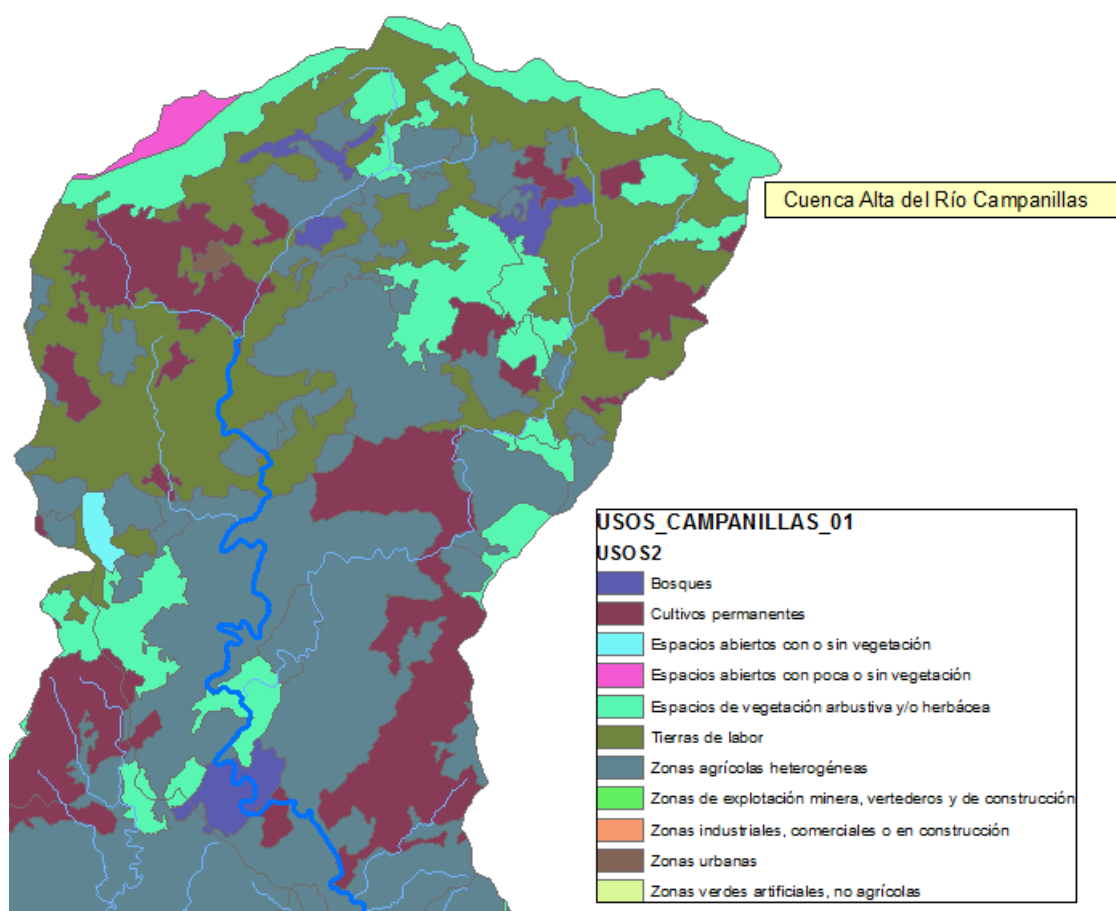 Cuenca Alta del Río Campanillas
USOS_CAMPANILLAS_01
USOS2
Bosques
Cultivos permanentes
Espacios abiertos con o sin vegetación
Espacios abiertos con poca o sin vegetación
Espacios de vegetación arbustiva y/o herbácea
Tierras de labor
Zonas agrícolas heterogéneas
Zonas de explotación minera, vertederos y de construcción
Zonas industriales, comerciales o en construcción
Zonas urbanas
Zonas verdes artificiales, no agrícolas